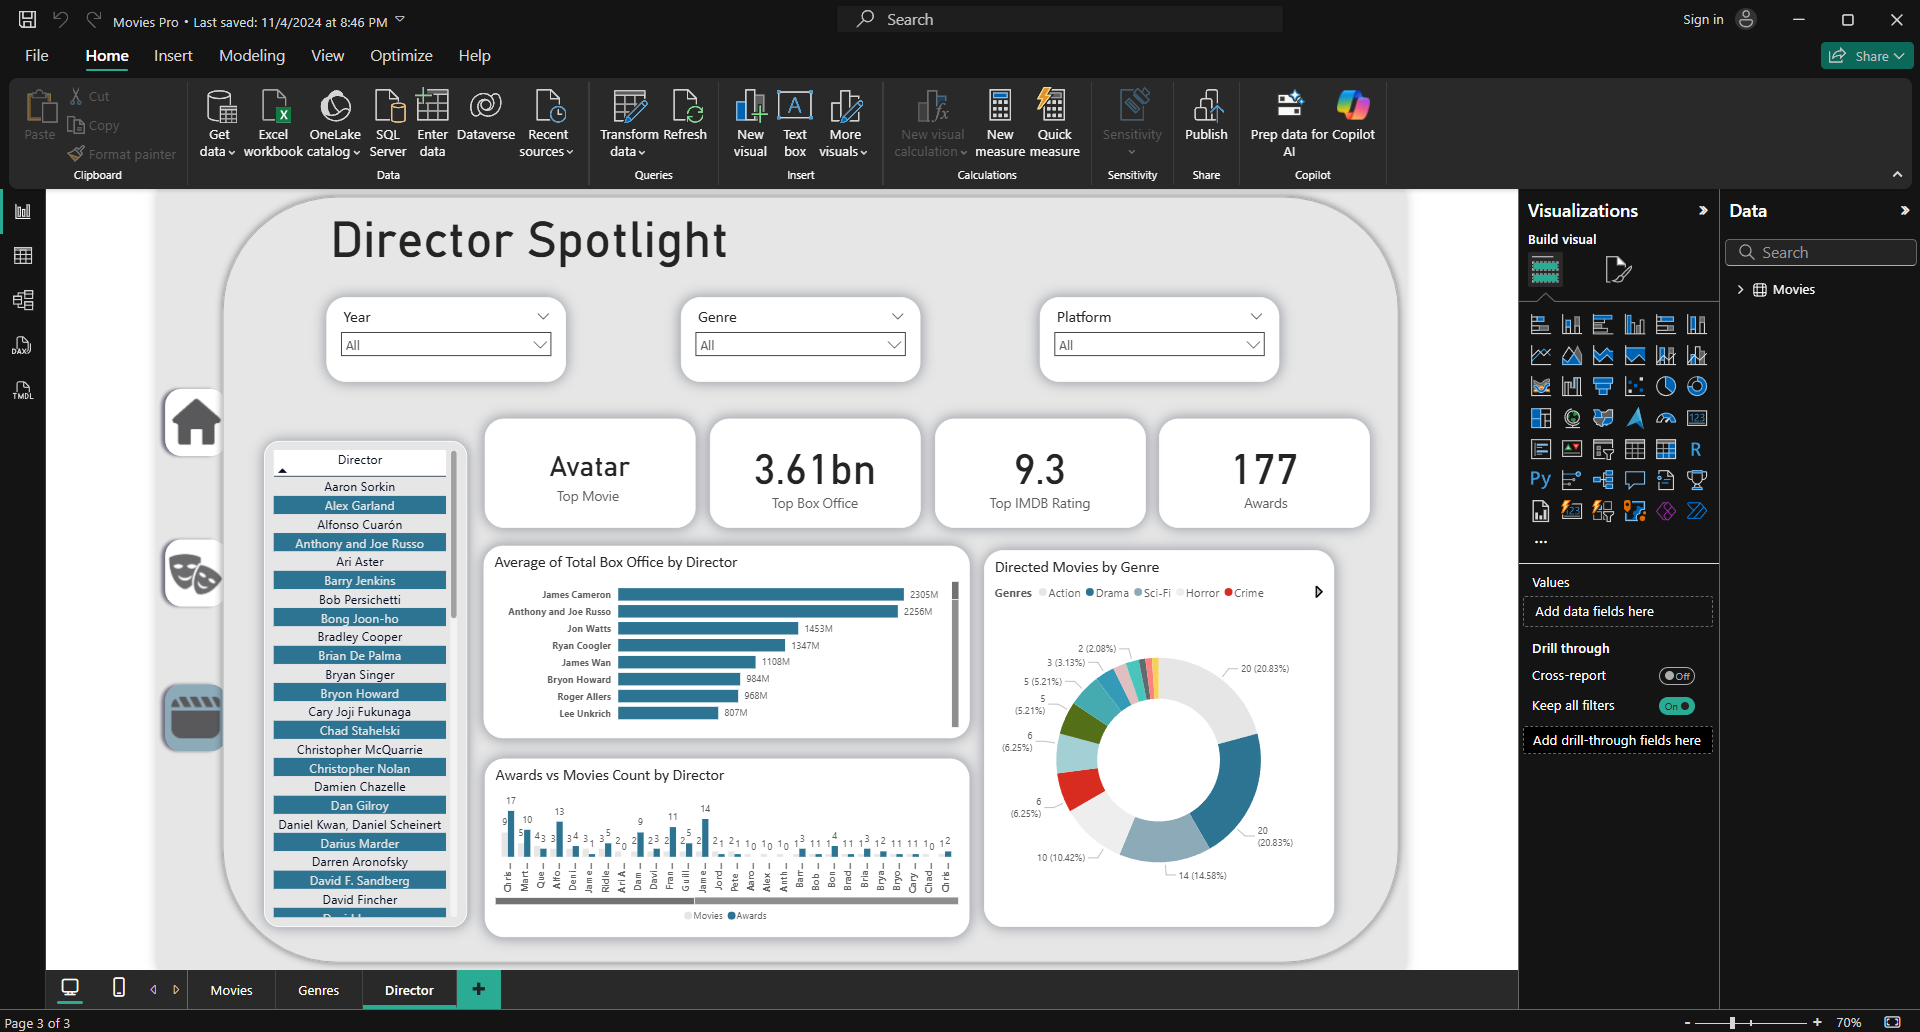 Movies Pro • Last saved: 11/4/2024 at 8:46 PM
Search
Sign in
File
Home
Insert
Modeling
View
Optimize
Help
Share
Paste
Cut
Copy
Format painter
Clipboard
Get data
Excel workbook
OneLake catalog
SQL Server
Enter data
Dataverse
Recent sources
Data
Transform data
Refresh
Queries
New visual
Text box
More visuals
Insert
New visual calculation
New measure
Quick measure
Calculations
Sensitivity
Sensitivity
Publish
Share
Prep data for AI
Copilot
Copilot
DAX
TMDL
Director Spotlight
Year
All
Genre
All
Platform
All
Director
Aaron Sorkin
Alex Garland
Alfonso Cuarón
Anthony and Joe Russo
Ari Aster
Barry Jenkins
Bob Persichetti
Bong Joon-ho
Bradley Cooper
Brian De Palma
Bryan Singer
Bryon Howard
Cary Joji Fukunaga
Chad Stahelski
Christopher McQuarrie
Christopher Nolan
Damien Chazelle
Dan Gilroy
Daniel Kwan, Daniel Scheinert
Darius Marder
Darren Aronofsky
David F. Sandberg
David Fincher
Avatar
Top Movie
3.61bn
Top Box Office
9.3
Top IMDB Rating
177
Awards
Average of Total Box Office by Director
James Cameron 2305M
Anthony and Joe Russo 2256M
Jon Watts 1453M
Ryan Coogler 1347M
James Wan 1108M
Bryon Howard 984M
Roger Allers 968M
Lee Unkrich 807M
Awards vs Movies Count by Director
9 17 5 10 4 3 3 13 3 4 3 1 3 5 2 0 2 9 2 3 2 11 2 5 2 14 2 1 2 1 1 0 1 0 1 0 1 3 1 1 1 4 1 1 1 3 1 2 1 1 1 1 1 0 1 2
Chris... Mart... Que... Alfo... Deni... Jame... Ridle... Ari A... Dam... Davi... Fran... Guill... Jame... Jord... Pete ... Aaro... Alex ... Anth... Barr... Bob ... Bon... Brad... Bria... Brya... Bryo... Cary ... Chad... Chris...
Movies Awards
Directed Movies by Genre
Genres Action Drama Sci-Fi Horror Crime
20 (20.83%)
20 (20.83%)
14 (14.58%)
10 (10.42%)
6 (6.25%)
6 (6.25%)
5 (5.21%)
5 (5.21%)
3 (3.13%)
2 (2.08%)
Visualizations
Build visual
123
R
Py
123
...
Values
Add data fields here
Drill through
Cross-report
Off
Keep all filters
On
Add drill-through fields here
Data
Search
Movies
Movies
Genres
Director
+
Page 3 of 3
- + 70%